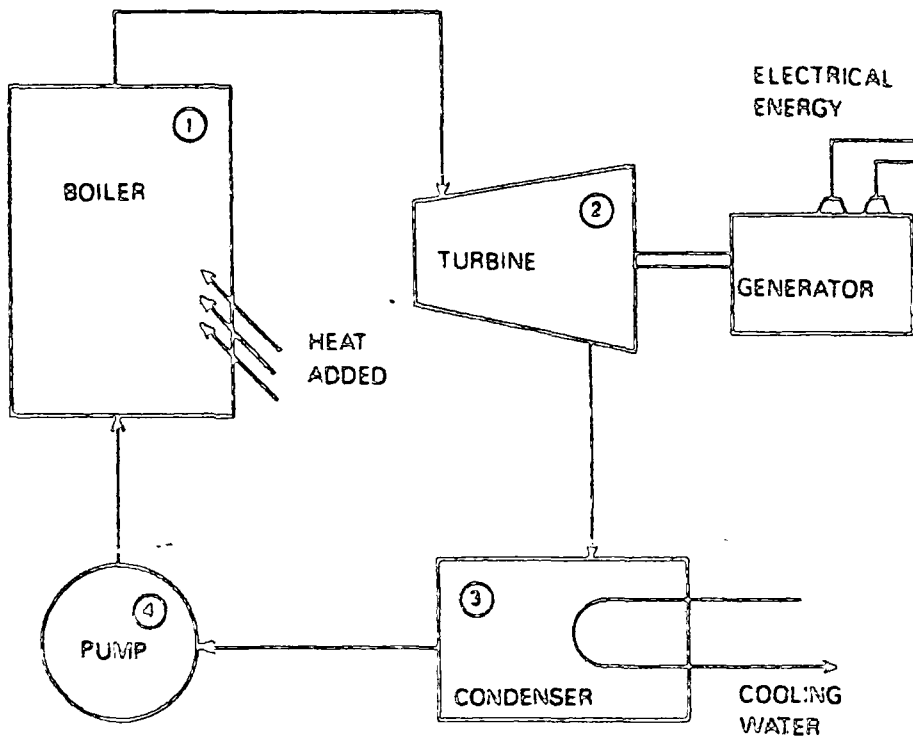 ELECTRICAL
ENERGY
1
BOILER
2
TURBINE
GENERATOR
HEAT
ADDED
3
4
PUMP
CONDENSER
COOLING
WATER